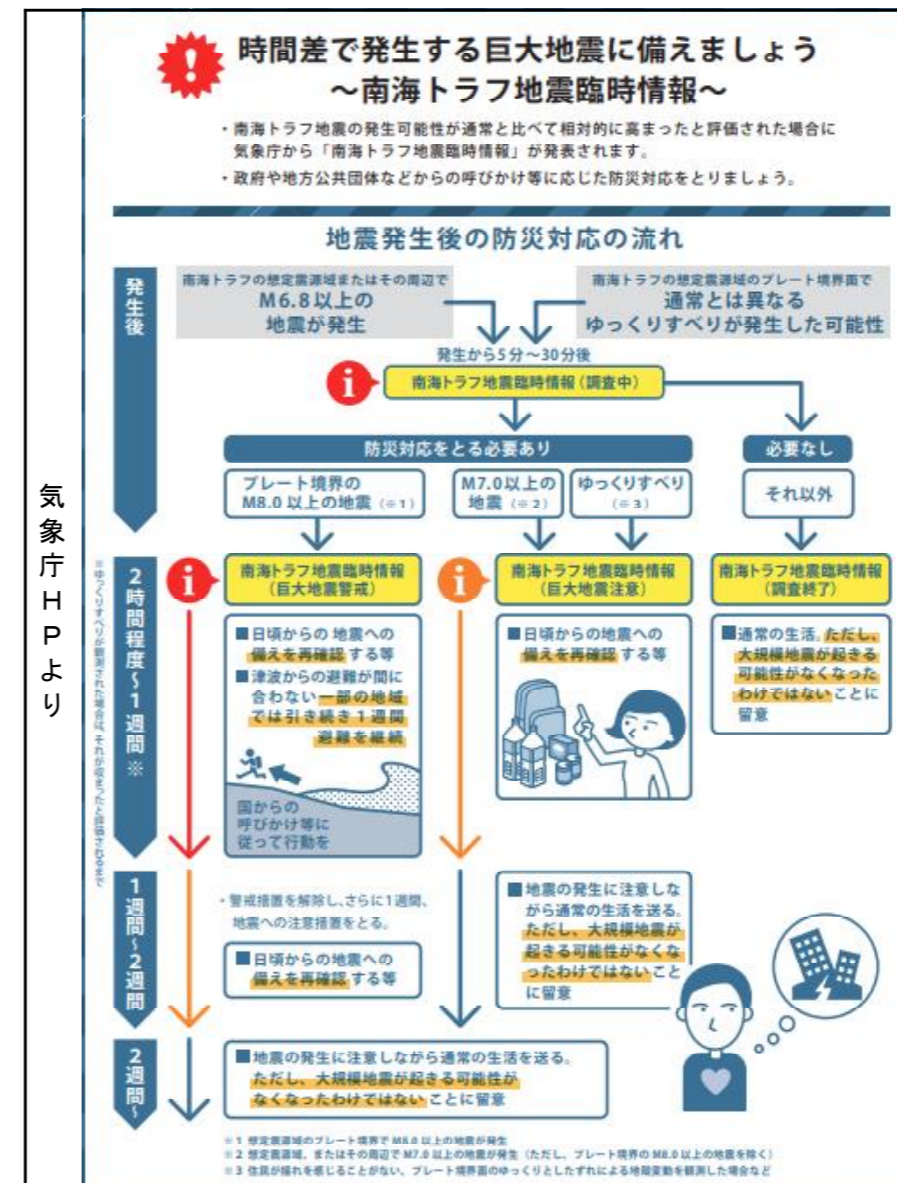 気象庁HPより
時間差で発生する巨大地震に備えましょう
～南海トラフ地震臨時情報～
・南海トラフ地震の発生可能性が通常と比べて相対的に高まったと評価された場合に
気象庁から「南海トラフ地震臨時情報」が発表されます。
・政府や地方公共団体などからの呼びかけ等に応じた防災対応をとりましょう。
地震発生後の防災対応の流れ
発生後
南海トラフの想定震源域またはその周辺で
M6.8以上の
地震が発生
南海トラフの想定震源域のプレート境界面で
通常とは異なる
ゆっくりすべりが発生した可能性
発生から5分～30分後
南海トラフ地震臨時情報(調査中)
防災対応をとる必要あり
必要なし
プレート境界の
M8.0以上の地震(※1)
M7.0以上の
地震(※2)
ゆっくりすべり
(※3)
それ以外
2時間程度～1週間※
※ゆっくりすべりが観測された場合は、それが収まったと評価されるまで
南海トラフ地震臨時情報
(巨大地震警戒)
南海トラフ地震臨時情報
(巨大地震注意)
南海トラフ地震臨時情報
(調査終了)
■日頃からの 地震への
備えを再確認 する等
■津波からの避難が間に
合わない 一部の地域
では引き続き1週間
避難を継続
国からの
呼びかけ等に
従って行動を
■日頃からの地震への
備えを再確認 する等
■通常の生活。ただし、
大規模地震が起きる
可能性がなくなった
わけではない ことに
留意
1週間～2週間
・警戒措置を解除し、さらに1週間、
地震への注意措置をとる。
■日頃からの地震への
備えを再確認 する等
■地震の発生に注意しな
がら通常の生活を送る。
ただし、大規模地震が
起きる可能性がなくな
ったわけではない こと
に留意
2週間～
■地震の発生に注意しながら通常の生活を送る。
ただし、大規模地震が起きる可能性が
なくなったわけではない ことに留意
※1 想定震源域のプレート境界でM8.0以上の地震が発生
※2 想定震源域、またはその周辺でM7.0以上の地震が発生(ただし、プレート境界のM8.0以上の地震を除く)
※3 住民が揺れを感じることがない、プレート境界面のゆっくりとしたずれによる地殻変動を観測した場合など